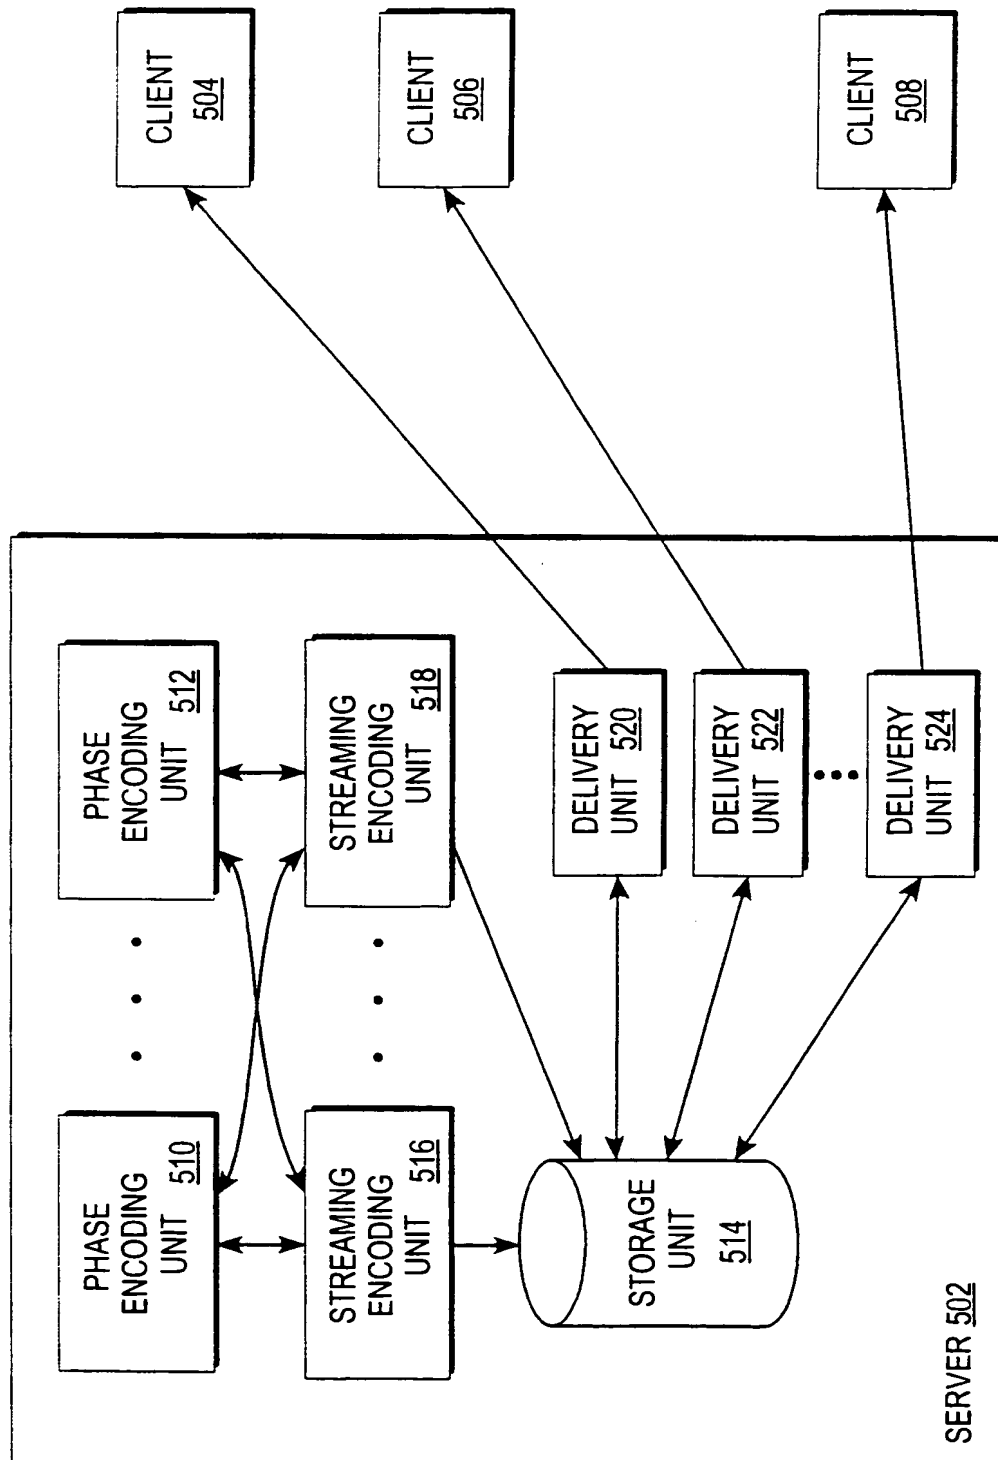 PHASE
ENCODING
UNIT 510
PHASE
ENCODING
UNIT 512
STREAMING
ENCODING
UNIT 516
STREAMING
ENCODING
UNIT 518
STORAGE
UNIT
514
DELIVERY
UNIT 520
DELIVERY
UNIT 522
DELIVERY
UNIT 524
CLIENT
504
CLIENT
506
CLIENT
508
SERVER 502